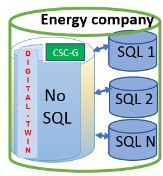 Energy company
CSC-G
SQL 1
DIGITAL-TWIN
No
SQL
SQL 2
SQL N